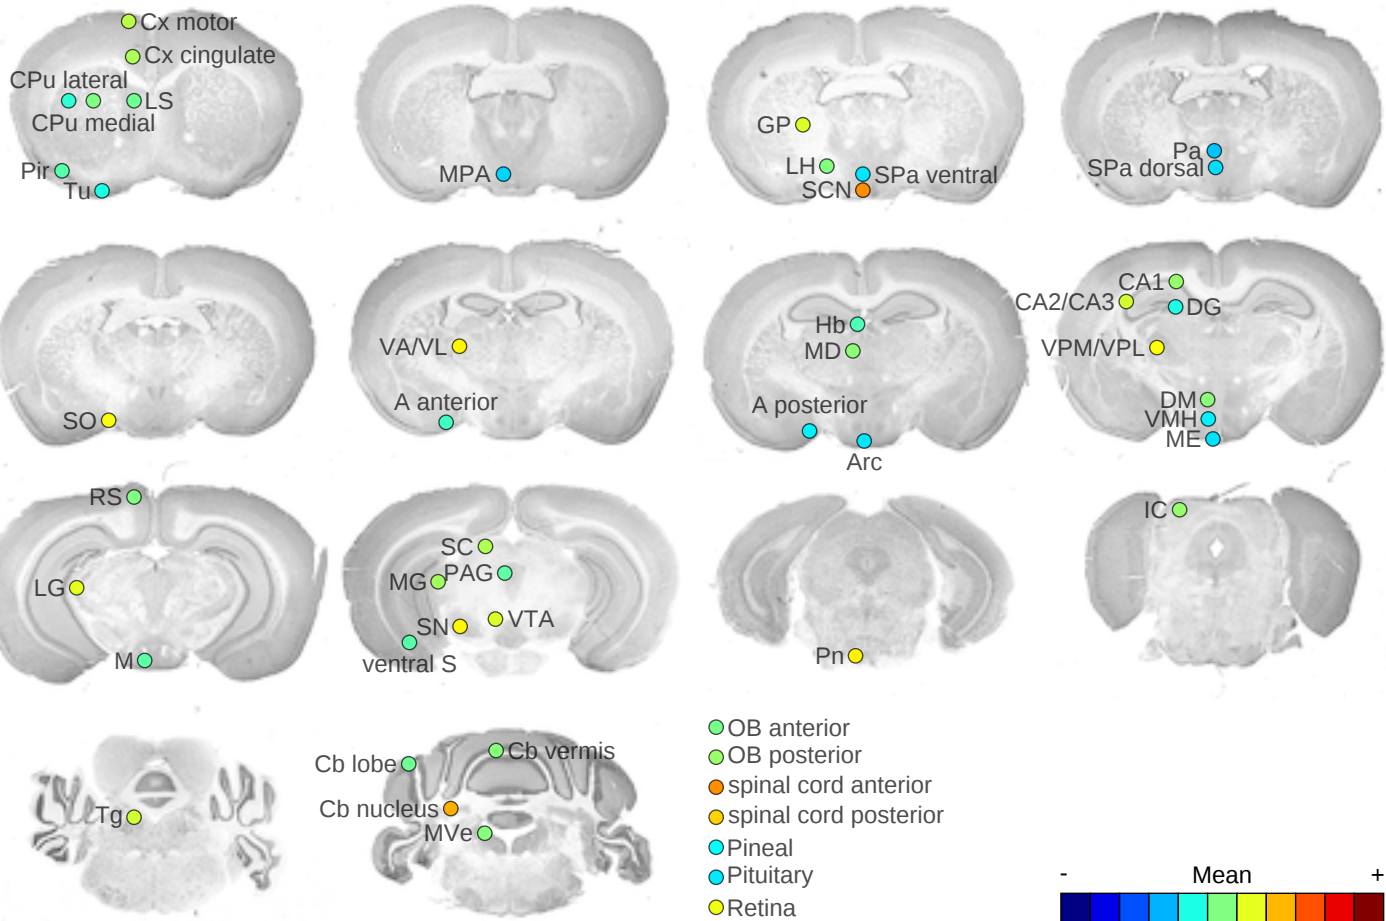 Cx motor
Cx cingulate
CPu lateral
LS
CPu medial
Pir
Tu
MPA
GP
LH
SPa ventral
SCN
Pa
SPa dorsal
SO
VA/VL
A anterior
Hb
MD
A posterior
Arc
CA1
CA2/CA3
DG
VPM/VPL
DM
VMH
ME
RS
LG
M
SC
PAG
MG
SN
VTA
ventral S
Pn
IC
Tg
Cb lobe
Cb vermis
Cb nucleus
MVe
OB anterior
OB posterior
spinal cord anterior
spinal cord posterior
Pineal
Pituitary
Retina
- Mean +